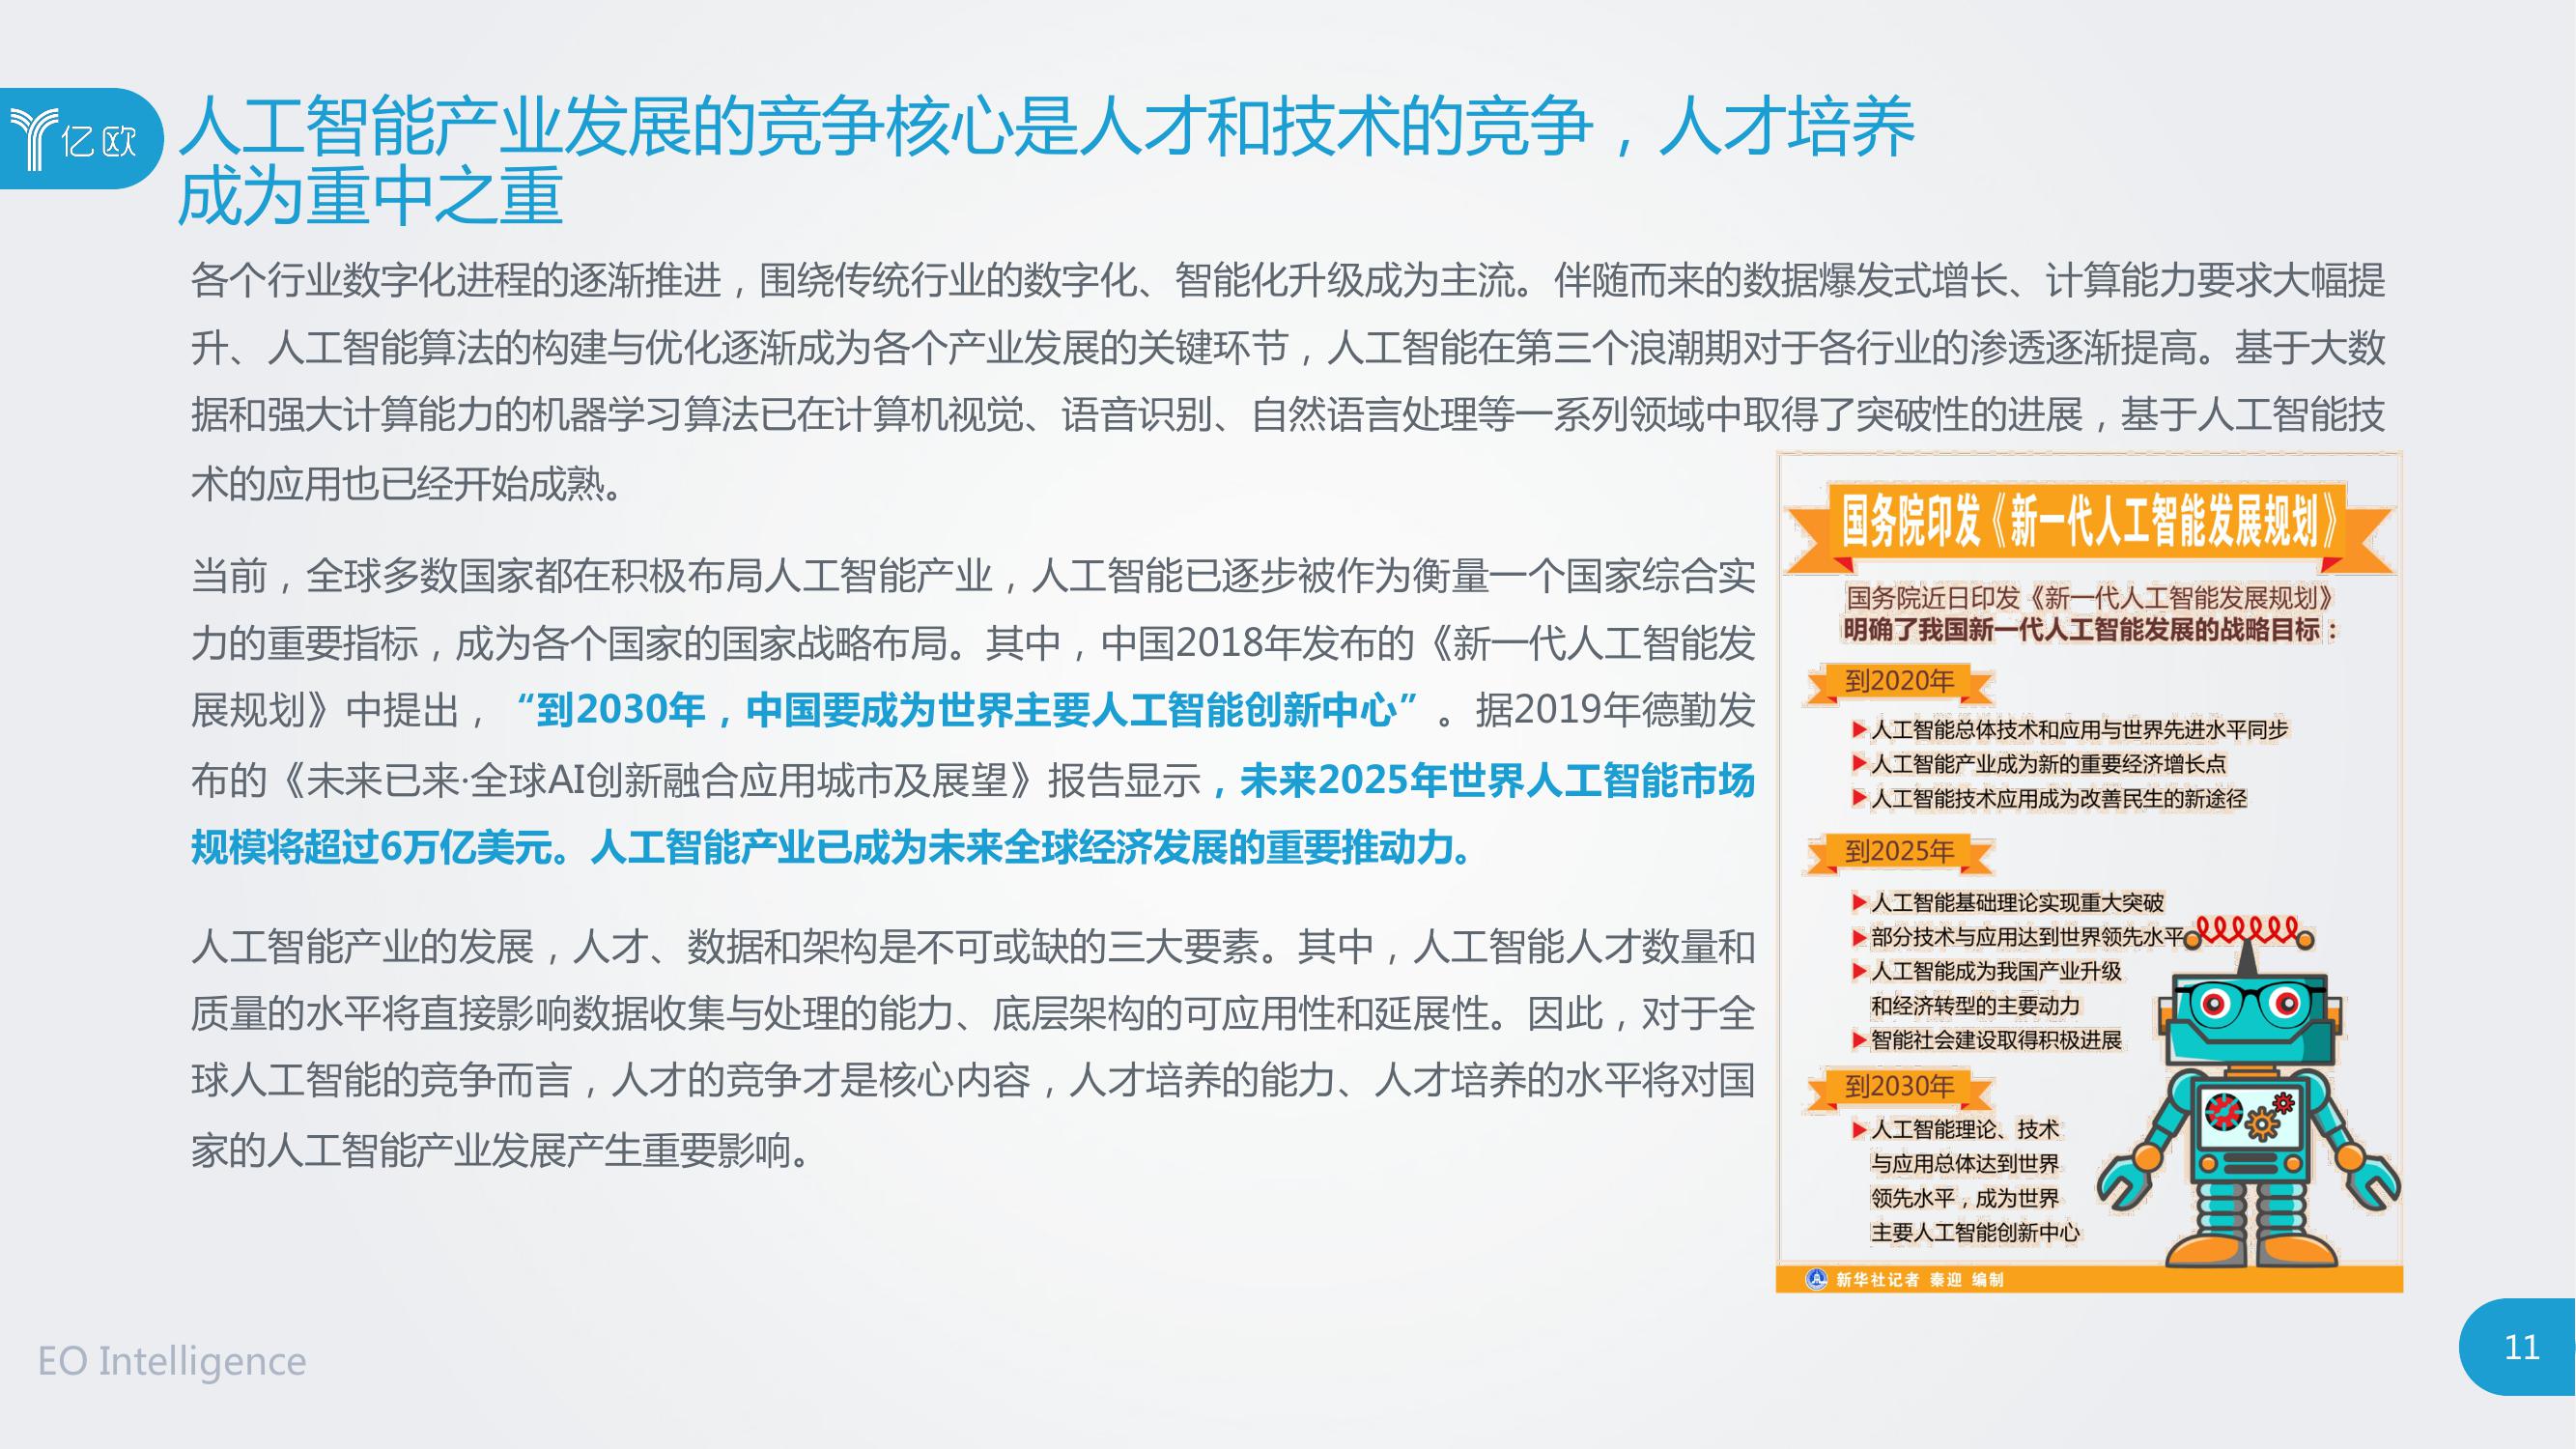 亿欧
人工智能产业发展的竞争核心是人才和技术的竞争，人才培养
成为重中之重
各个行业数字化进程的逐渐推进，围绕传统行业的数字化、智能化升级成为主流。伴随而来的数据爆发式增长、计算能力要求大幅提
升、人工智能算法的构建与优化逐渐成为各个产业发展的关键环节，人工智能在第三个浪潮期对于各行业的渗透逐渐提高。基于大数
据和强大计算能力的机器学习算法已在计算机视觉、语音识别、自然语言处理等一系列领域中取得了突破性的进展，基于人工智能技
术的应用也已经开始成熟。
当前，全球多数国家都在积极布局人工智能产业，人工智能已逐步被作为衡量一个国家综合实
力的重要指标，成为各个国家的国家战略布局。其中，中国2018年发布的《新一代人工智能发
展规划》中提出，“到2030年，中国要成为世界主要人工智能创新中心”。据2019年德勤发
布的《未来已来·全球AI创新融合应用城市及展望》报告显示，未来2025年世界人工智能市场
规模将超过6万亿美元。人工智能产业已成为未来全球经济发展的重要推动力。
人工智能产业的发展，人才、数据和架构是不可或缺的三大要素。其中，人工智能人才数量和
质量的水平将直接影响数据收集与处理的能力、底层架构的可应用性和延展性。因此，对于全
球人工智能的竞争而言，人才的竞争才是核心内容，人才培养的能力、人才培养的水平将对国
家的人工智能产业发展产生重要影响。
国务院印发《新一代人工智能发展规划》
国务院近日印发《新一代人工智能发展规划》
明确了我国新一代人工智能发展的战略目标：
到2020年
人工智能总体技术和应用与世界先进水平同步
人工智能产业成为新的重要经济增长点
人工智能技术应用成为改善民生的新途径
到2025年
人工智能基础理论实现重大突破
部分技术与应用达到世界领先水平
人工智能成为我国产业升级
和经济转型的主要动力
智能社会建设取得积极进展
到2030年
人工智能理论、技术
与应用总体达到世界
领先水平，成为世界
主要人工智能创新中心
新华社记者 秦迎 编制
EO Intelligence
11